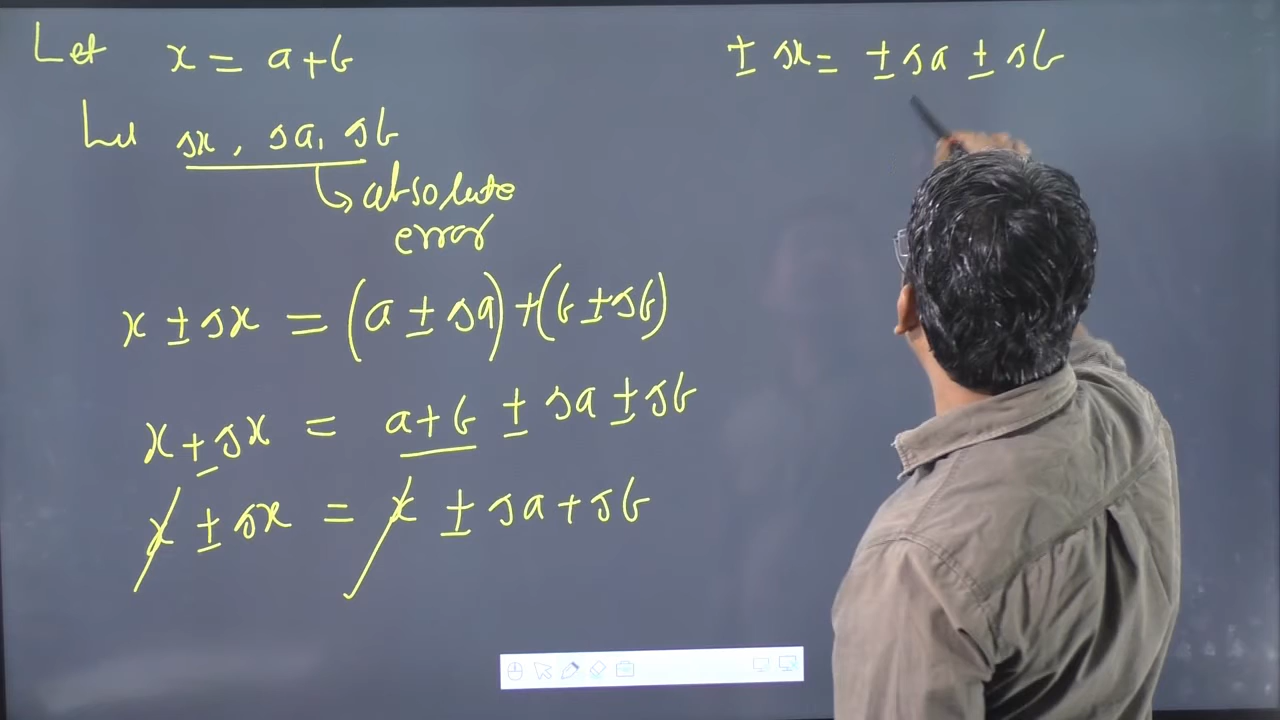 Let x = a+b
Let δx, δa, δb
↳ absolute
error
x ± δx = (a ± δa) + (b ± δb)
x ± δx = a+b ± δa ± δb
x ± δx = x ± δa + δb
± δx = ± δa ± δb